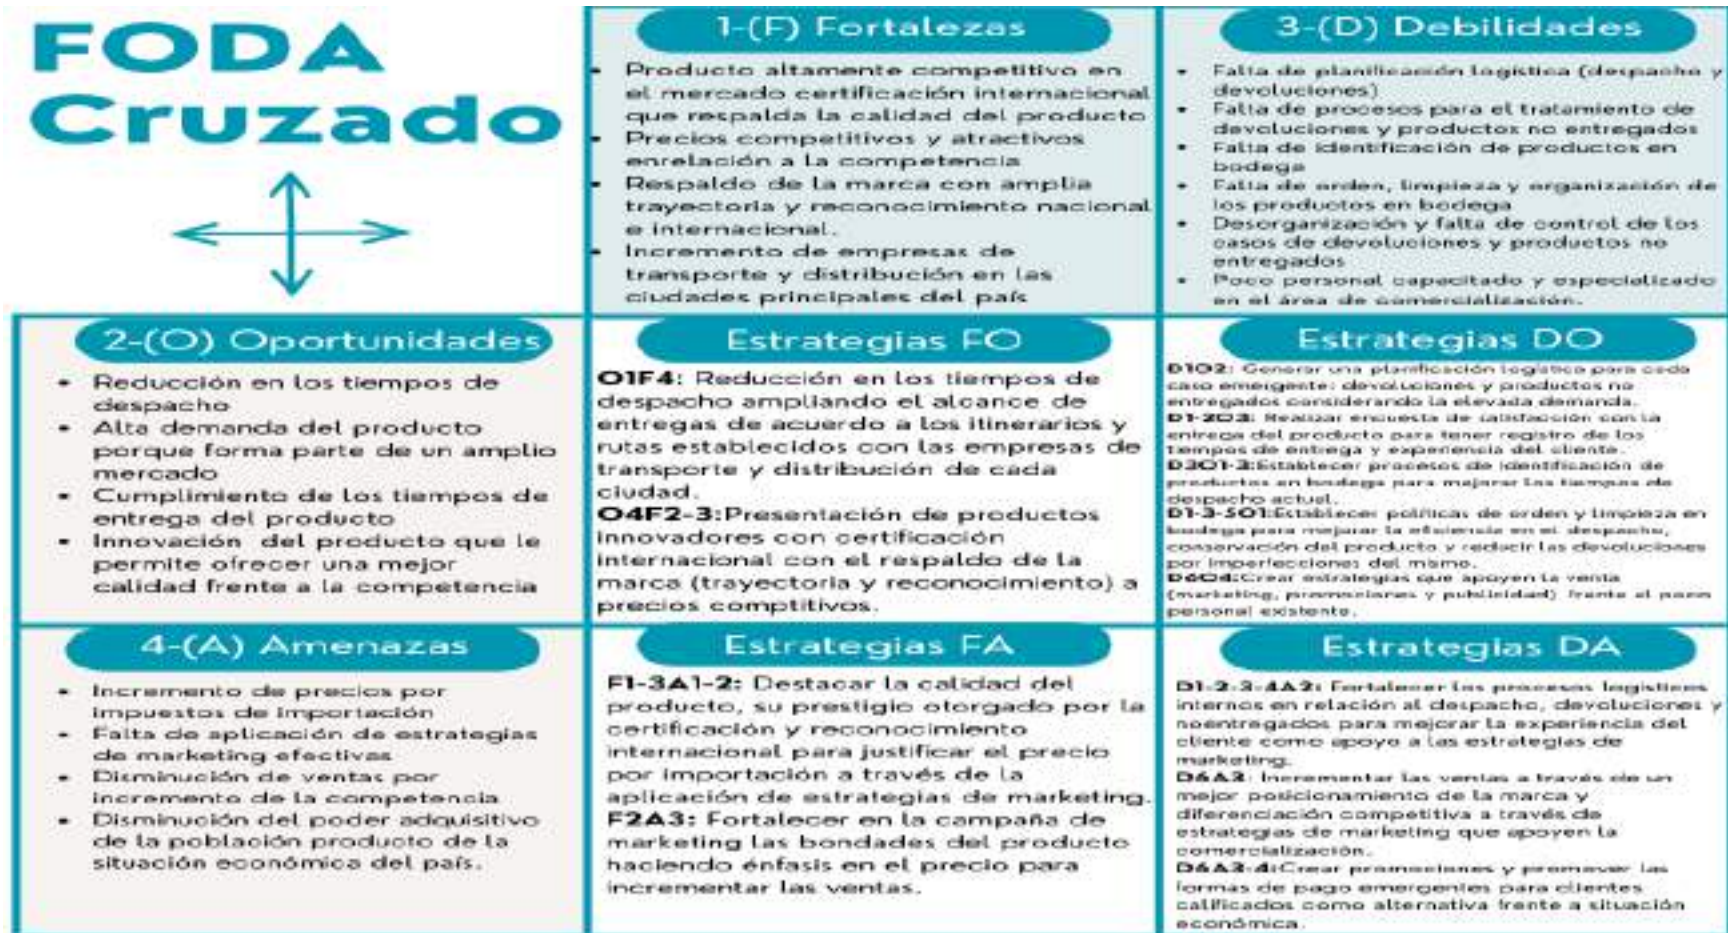 FODA
Cruzado
1-(F) Fortalezas
• Producto altamente competitivo en
el mercado certificación internacional
que respalda la calidad del producto
• Precios competitivos y atractivos
enrelación a la competencia
• Respaldo de la marca con amplia
trayectoria y reconocimiento nacional
e internacional.
• Incremento de empresas de
transporte y distribución en las
ciudades principales del país
3-(D) Debilidades
• Falta de planificación logística (despacho y
devoluciones)
• Falta de procesos para el tratamiento de
devoluciones y productos no entregados
• Falta de identificación de productos en
bodega
• Falta de orden, limpieza y organización de
los productos en bodega
• Desorganización y falta de control de los
casos de devoluciones y productos no
entregados
• Poco personal capacitado y especializado
en el área de comercialización.
2-(O) Oportunidades
• Reducción en los tiempos de
despacho
• Alta demanda del producto
porque forma parte de un amplio
mercado
• Cumplimiento de los tiempos de
entrega del producto
• Innovación del producto que le
permite ofrecer una mejor
calidad frente a la competencia
Estrategias FO
O1F4: Reducción en los tiempos de
despacho ampliando el alcance de
entregas de acuerdo a los itinerarios y
rutas establecidos con las empresas de
transporte y distribución de cada
ciudad.
O4F2-3:Presentación de productos
innovadores con certificación
internacional con el respaldo de la
marca (trayectoria y reconocimiento) a
precios comptitivos.
Estrategias DO
D1O2: Generar una planificación logística para cada
caso emergente: devoluciones y productos no
entregados considerando la elevada demanda.
D1-2O3: Realizar encuesta de satisfacción con la
entrega del producto para tener registro de los
tiempos de entrega y experiencia del cliente.
D3O1-3:Establecer procesos de identificación de
productos en bodega para mejorar los tiempos de
despacho actual.
D1-3-5O1:Establecer políticas de orden y limpieza en
bodega para mejorar la eficiencia en el despacho,
conservación del producto y reducir las devoluciones
por imperfecciones del mismo.
D6O4:Crear estrategias que apoyen la venta
(marketing, promociones y publicidad) frente al poco
personal existente.
4-(A) Amenazas
• Incremento de precios por
impuestos de importación
• Falta de aplicación de estrategias
de marketing efectivas
• Disminución de ventas por
incremento de la competencia
• Disminución del poder adquisitivo
de la población producto de la
situación económica del país.
Estrategias FA
F1-3A1-2: Destacar la calidad del
producto, su prestigio otorgado por la
certificación y reconocimiento
internacional para justificar el precio
por importación a través de la
aplicación de estrategias de marketing.
F2A3: Fortalecer en la campaña de
marketing las bondades del producto
haciendo énfasis en el precio para
incrementar las ventas.
Estrategias DA
D1-2-3-4A2: Fortalecer los procesos logísticos
internos en relación al despacho, devoluciones y
noentregados para mejorar la experiencia del
cliente como apoyo a las estrategias de
marketing.
D6A3: Incrementar las ventas a través de un
mejor posicionamiento de la marca y
diferenciación competitiva a través de
estrategias de marketing que apoyen la
comercialización.
D6A3-4:Crear promociones y promover las
formas de pago emergentes para clientes
calificados como alternativa frente a situación
económica.